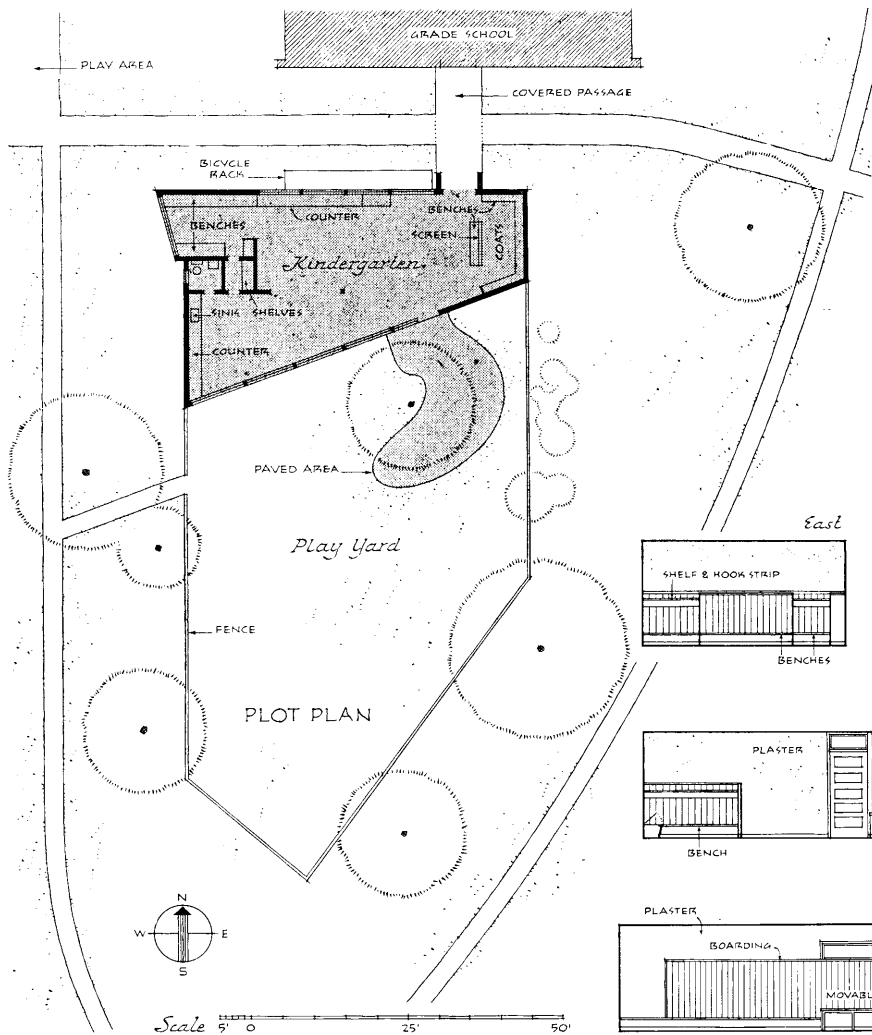 GRADE SCHOOL
PLAY AREA
COVERED PASSAGE
BICYCLE
RACK
BENCHES
COUNTER
BENCHES
SCREEN
COATS
Kindergarten
SINK
SHELVES
COUNTER
PAVED AREA
Play Yard
East
SHELF & HOOK STRIP
BENCHES
FENCE
PLOT PLAN
PLASTER
BENCH
N
W
E
S
PLASTER
BOARDING
MOVABL
Scale
5' 0 25' 50'